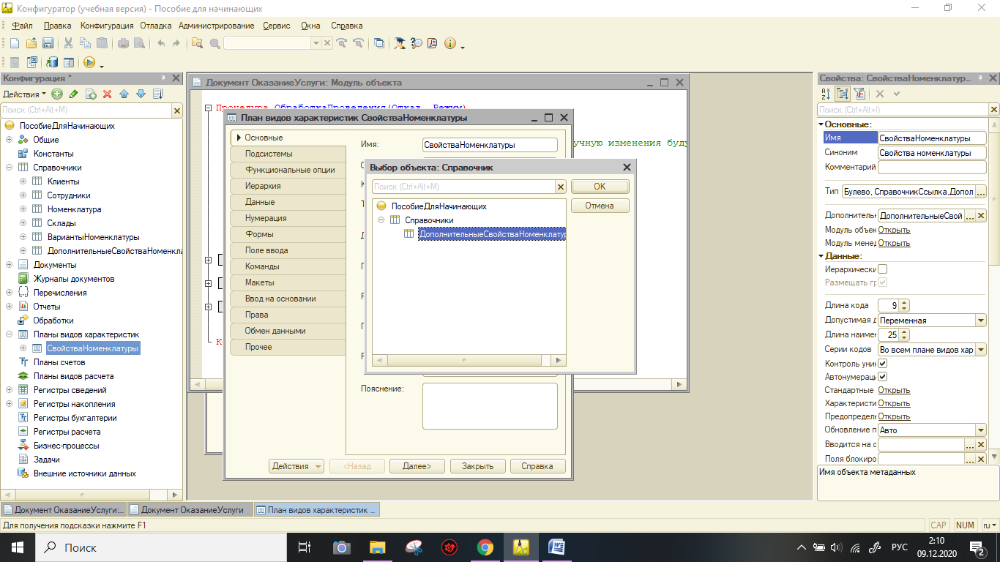 Конфигуратор (учебная версия) - Пособие для начинающих
Файл Правка Конфигурация Отладка Администрирование Сервис Окна Справка
Конфигурация *
Действия
Поиск (Ctrl+Alt+M)
ПособиеДляНачинающих
Общие
Константы
Справочники
Клиенты
Сотрудники
Номенклатура
Склады
ВариантыНоменклатуры
ДополнительныеСвойстваНоменкла
Документы
Журналы документов
Перечисления
Отчеты
Обработки
Планы видов характеристик
СвойстваНоменклатуры
Планы счетов
Планы видов расчета
Регистры сведений
Регистры накопления
Регистры бухгалтерии
Регистры расчета
Бизнес-процессы
Задачи
Внешние источники данных
Документ ОказаниеУслуги: Модуль объекта
Процедура ОбработкаПроведения(Отказ, Режим)
учную изменения буду
К
План видов характеристик СвойстваНоменклатуры
Основные
Подсистемы
Функциональные опции
Иерархия
Данные
Нумерация
Формы
Поле ввода
Команды
Макеты
Ввод на основании
Права
Обмен данными
Прочее
Имя: СвойстваНоменклатуры
Пояснение:
Действия <Назад Далее> Закрыть Справка
Выбор объекта: Справочник
Поиск (Ctrl+Alt+M)
OK
Отмена
ПособиеДляНачинающих
Справочники
ДополнительныеСвойстваНоменклатур
Свойства: СвойстваНоменклатур...
Поиск (Ctrl+Alt+I)
Основные:
Имя СвойстваНоменклатуры
Синоним Свойства номенклатуры
Комментарий
Тип Булево, СправочникСсылка.Допол ...
Дополнитель ДополнительныеСвой ...
Модуль объек Открыть
Модуль менед Открыть
Данные:
Иерархически
Размещать гр
Длина кода 9
Допустимая д Переменная
Длина наимен 25
Серии кодов Во всем плане видов хар
Контроль уник
Автонумераци
Стандартные Открыть
Характеристи Открыть
Предопределе Открыть
Обновление п Авто
Вводится на о ...
Поля блокиро ...
Имя объекта метаданных
Документ ОказаниеУслуги:... Документ ОказаниеУслуги План видов характеристик ...
Для получения подсказки нажмите F1
CAP NUM ru
Поиск
РУС
2:10
09.12.2020
2